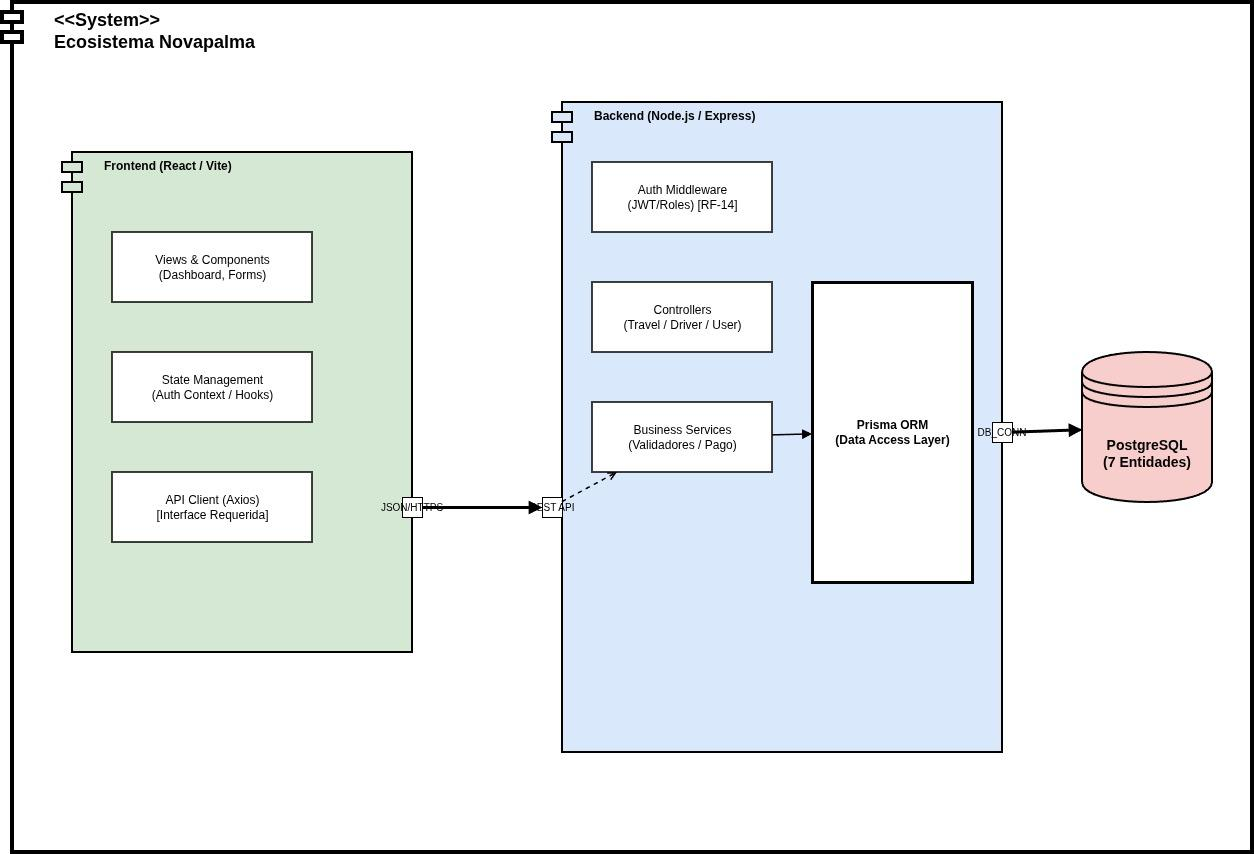 <<System>>
Ecosistema Novapalma
Frontend (React / Vite)
Views & Components
(Dashboard, Forms)
State Management
(Auth Context / Hooks)
API Client (Axios)
[Interface Requerida]
JSON/HTTPS
Backend (Node.js / Express)
Auth Middleware
(JWT/Roles) [RF-14]
Controllers
(Travel / Driver / User)
Business Services
(Validadores / Pago)
REST API
Prisma ORM
(Data Access Layer)
DB_CONN
PostgreSQL
(7 Entidades)